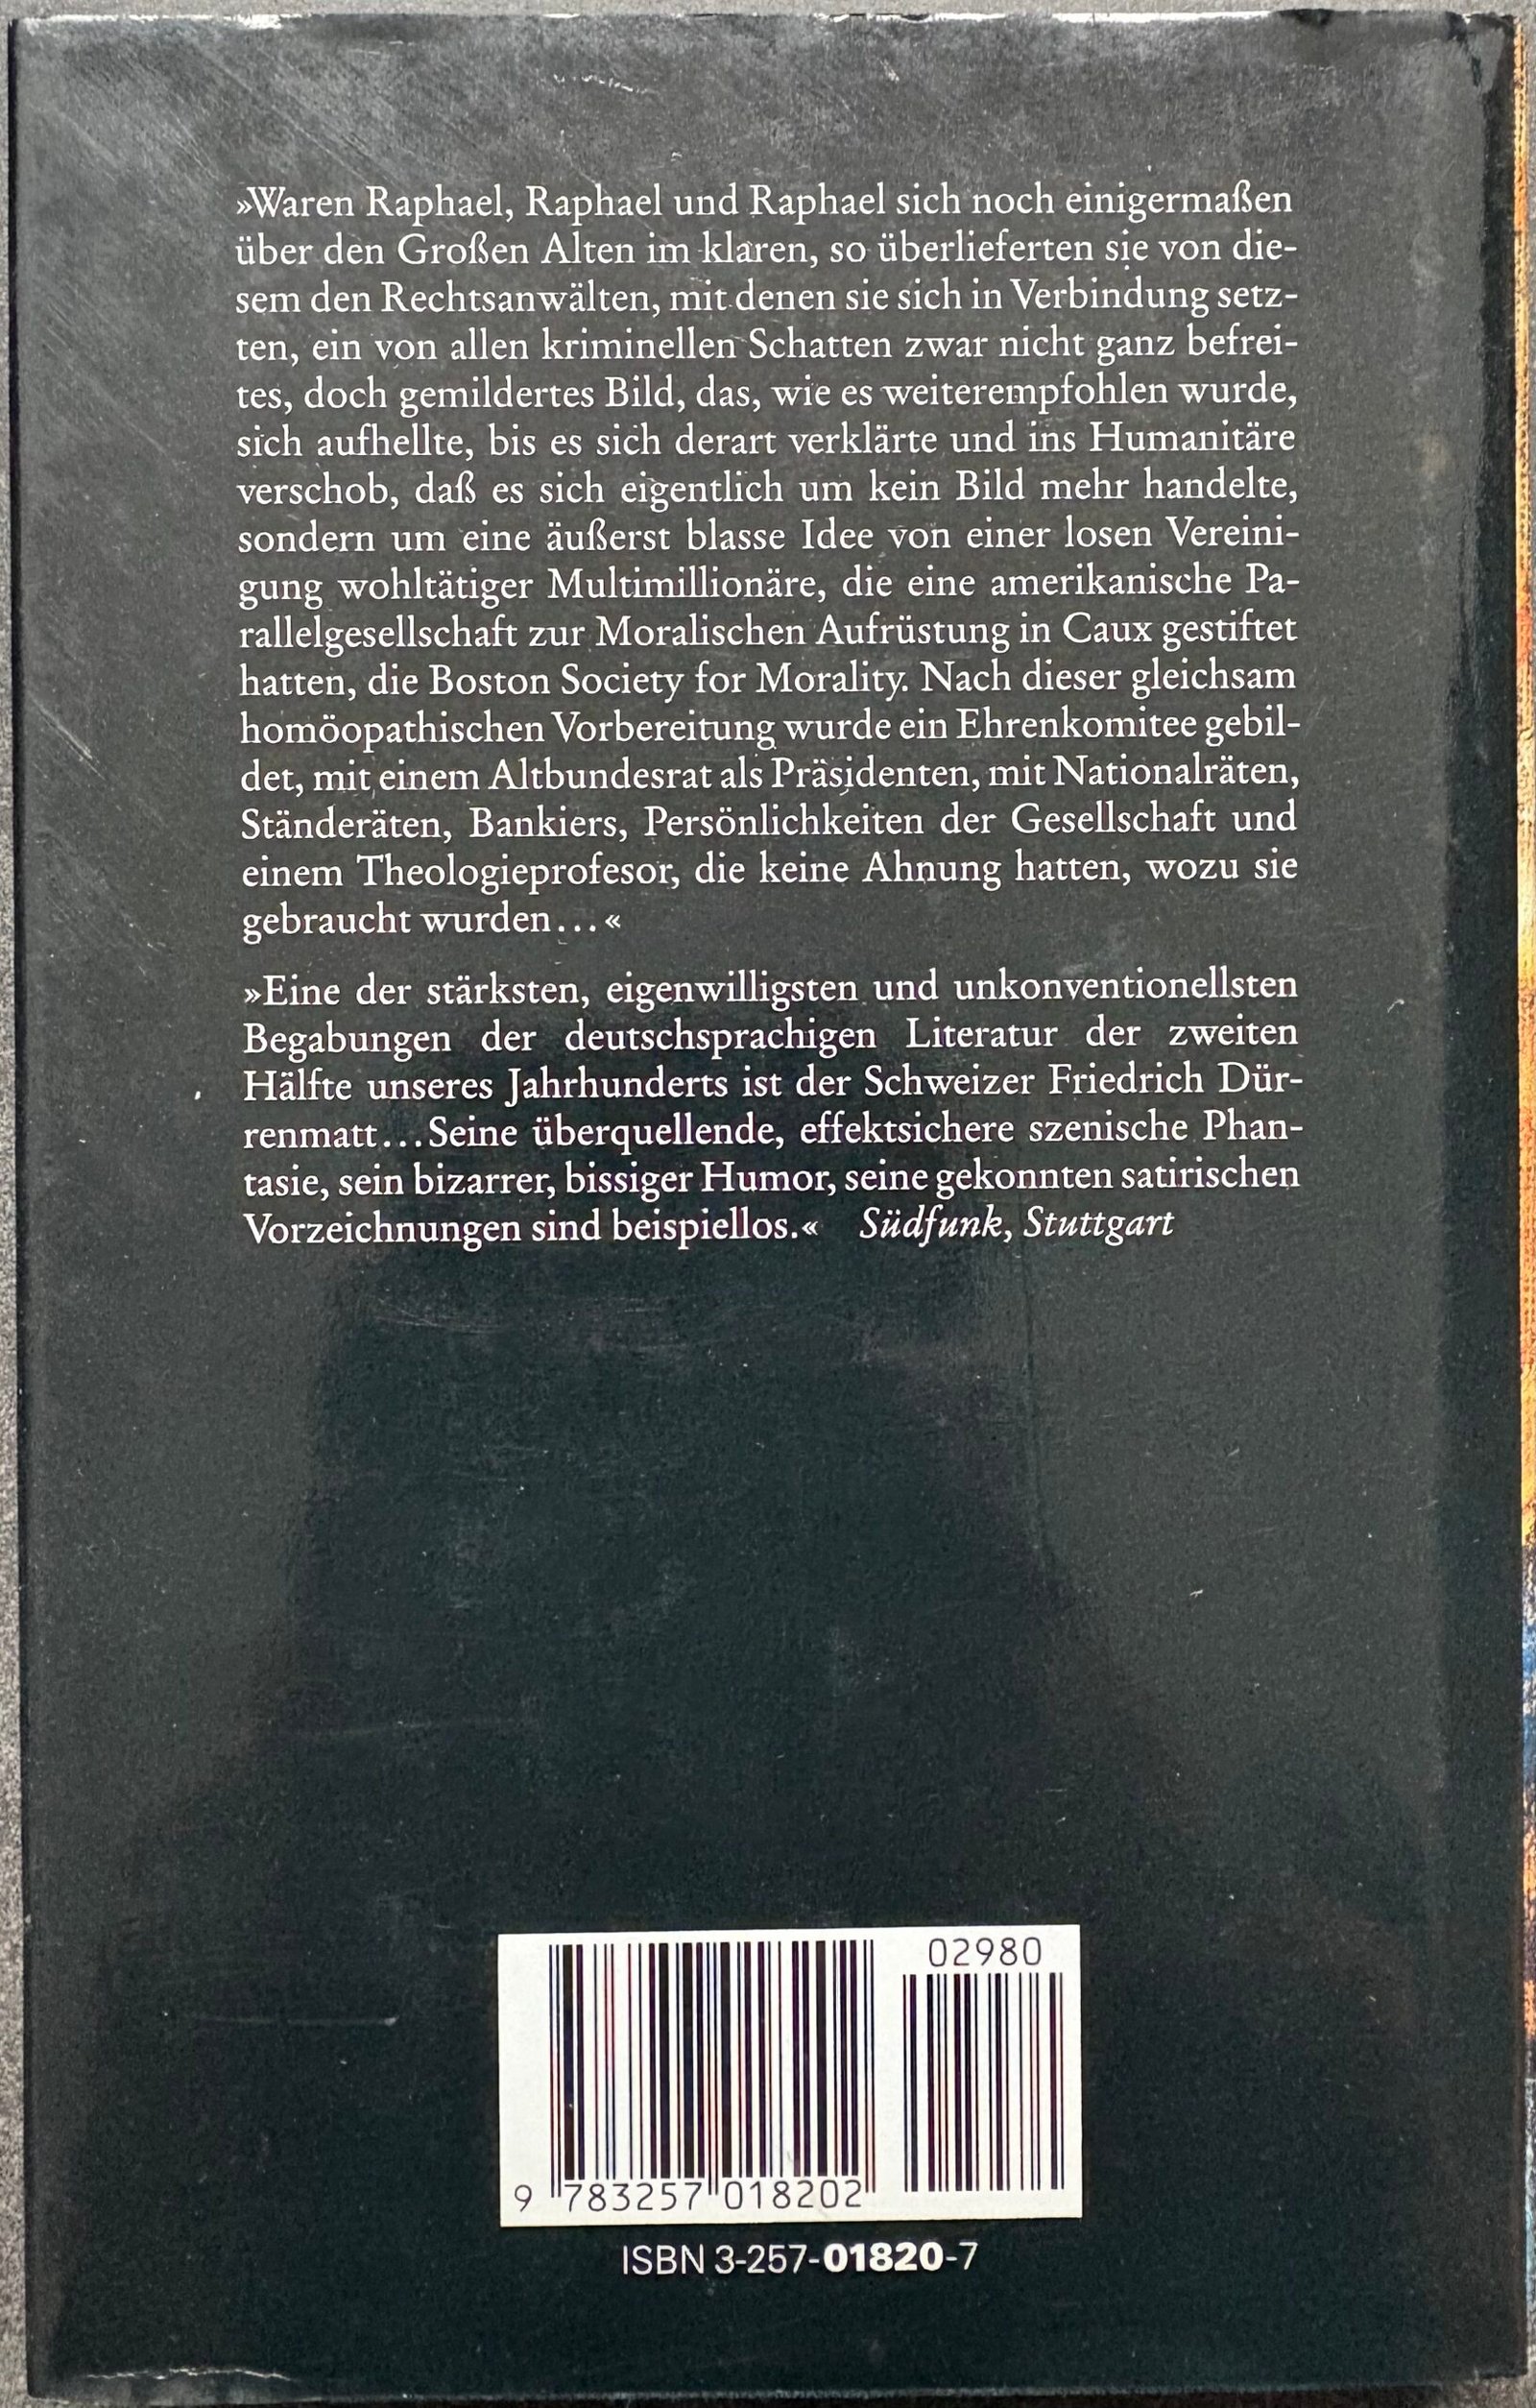 »Waren Raphael, Raphael und Raphael sich noch einigermaßen
über den Großen Alten im klaren, so überlieferten sie von die-
sem den Rechtsanwälten, mit denen sie sich in Verbindung setz-
ten, ein von allen kriminellen Schatten zwar nicht ganz befrei-
tes, doch gemildertes Bild, das, wie es weiterempfohlen wurde,
sich aufhellte, bis es sich derart verklärte und ins Humanitäre
verschob, daß es sich eigentlich um kein Bild mehr handelte,
sondern um eine äußerst blasse Idee von einer losen Vereini-
gung wohltätiger Multimillionäre, die eine amerikanische Pa-
rallelgesellschaft zur Moralischen Aufrüstung in Caux gestiftet
hatten, die Boston Society for Morality. Nach dieser gleichsam
homöopathischen Vorbereitung wurde ein Ehrenkomitee gebil-
det, mit einem Altbundesrat als Präsidenten, mit Nationalräten,
Ständeräten, Bankiers, Persönlichkeiten der Gesellschaft und
einem Theologieprofesor, die keine Ahnung hatten, wozu sie
gebraucht wurden...«
»Eine der stärksten, eigenwilligsten und unkonventionellsten
Begabungen der deutschsprachigen Literatur der zweiten
Hälfte unseres Jahrhunderts ist der Schweizer Friedrich Dür-
renmatt...Seine überquellende, effektsichere szenische Phan-
tasie, sein bizarrer, bissiger Humor, seine gekonnten satirischen
Vorzeichnungen sind beispiellos.« Südfunk, Stuttgart
02980
9 783257 018202
ISBN 3-257-01820-7